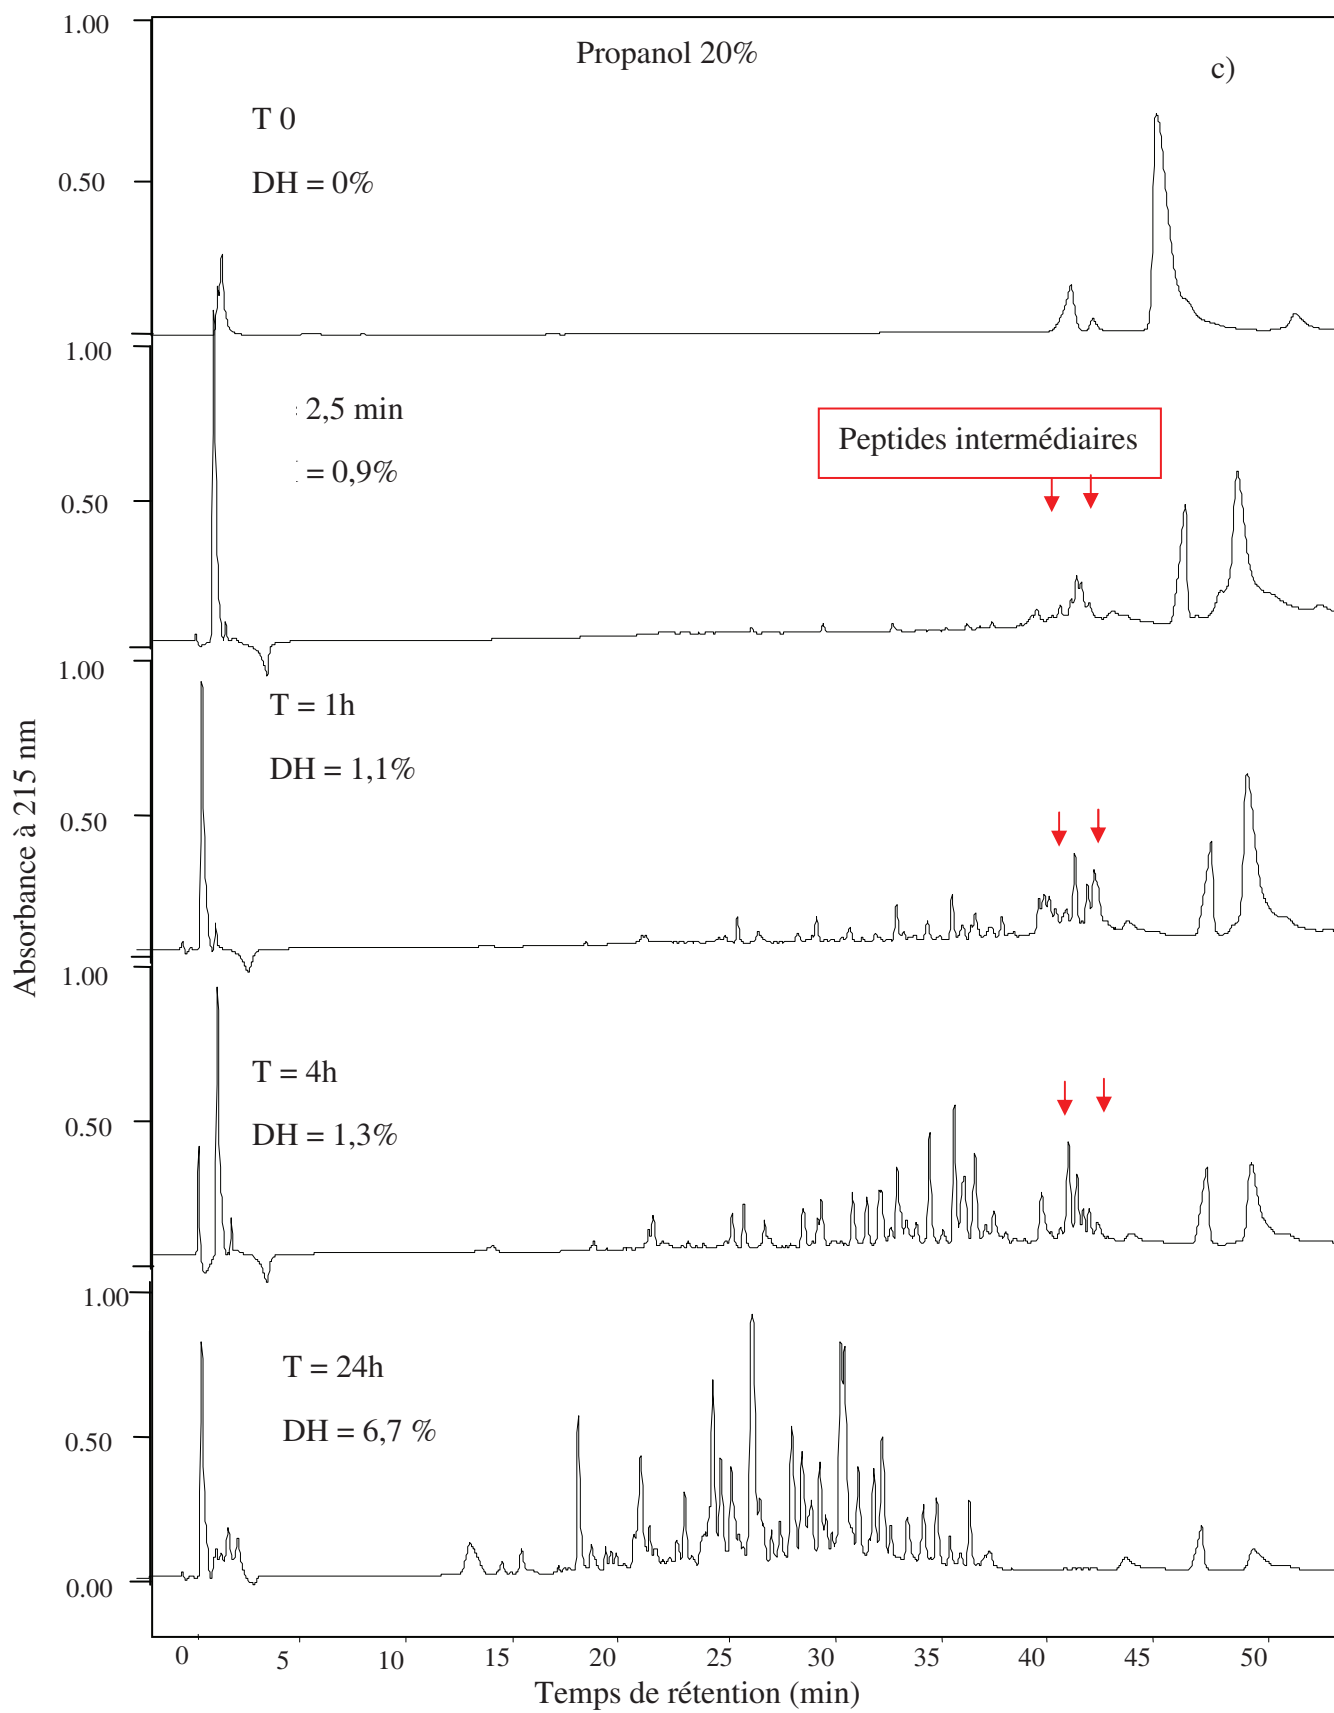 1.00
Propanol 20%
c)
T 0
0.50
DH = 0%
1.00
2,5 min
Peptides intermédiaires
= 0,9%
0.50
1.00
T = 1h
DH = 1,1%
0.50
Absorbance à 215 nm
1.00
T = 4h
0.50
DH = 1,3%
1.00
T = 24h
0.50
DH = 6,7 %
0.00
0 5 10 15 20 25 30 35 40 45 50
Temps de rétention (min)